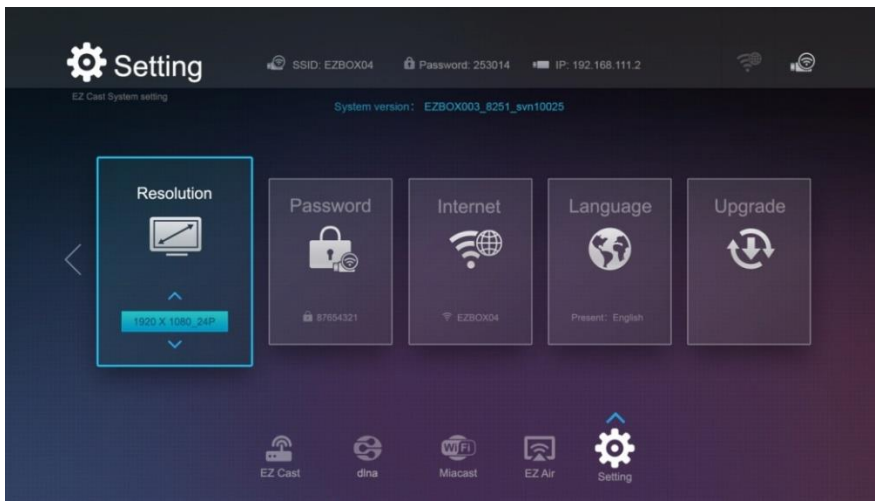 Setting
SSID: EZBOX04
Password: 253014
IP: 192.168.111.2
EZ Cast System setting
System version: EZBOX003_8251_svn10025
Resolution
Password
Internet
Language
Upgrade
1920 X 1080_24P
87654321
EZBOX04
Present: English
EZ Cast
dlna
WiFi
Miacast
EZ Air
Setting